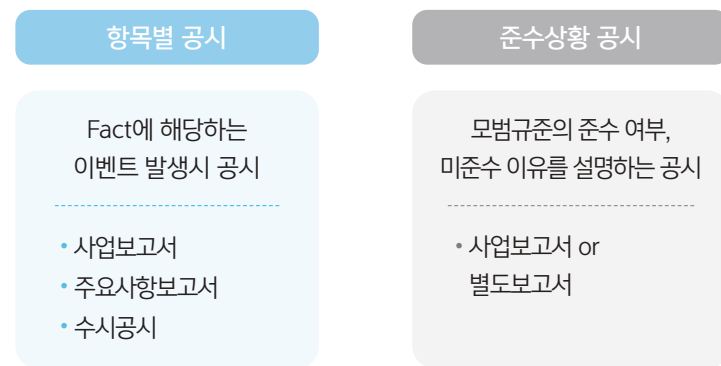 항목별 공시
Fact에 해당하는
이벤트 발생시 공시
• 사업보고서
• 주요사항보고서
• 수시공시
준수상황 공시
모범규준의 준수 여부,
미준수 이유를 설명하는 공시
• 사업보고서 or
별도보고서